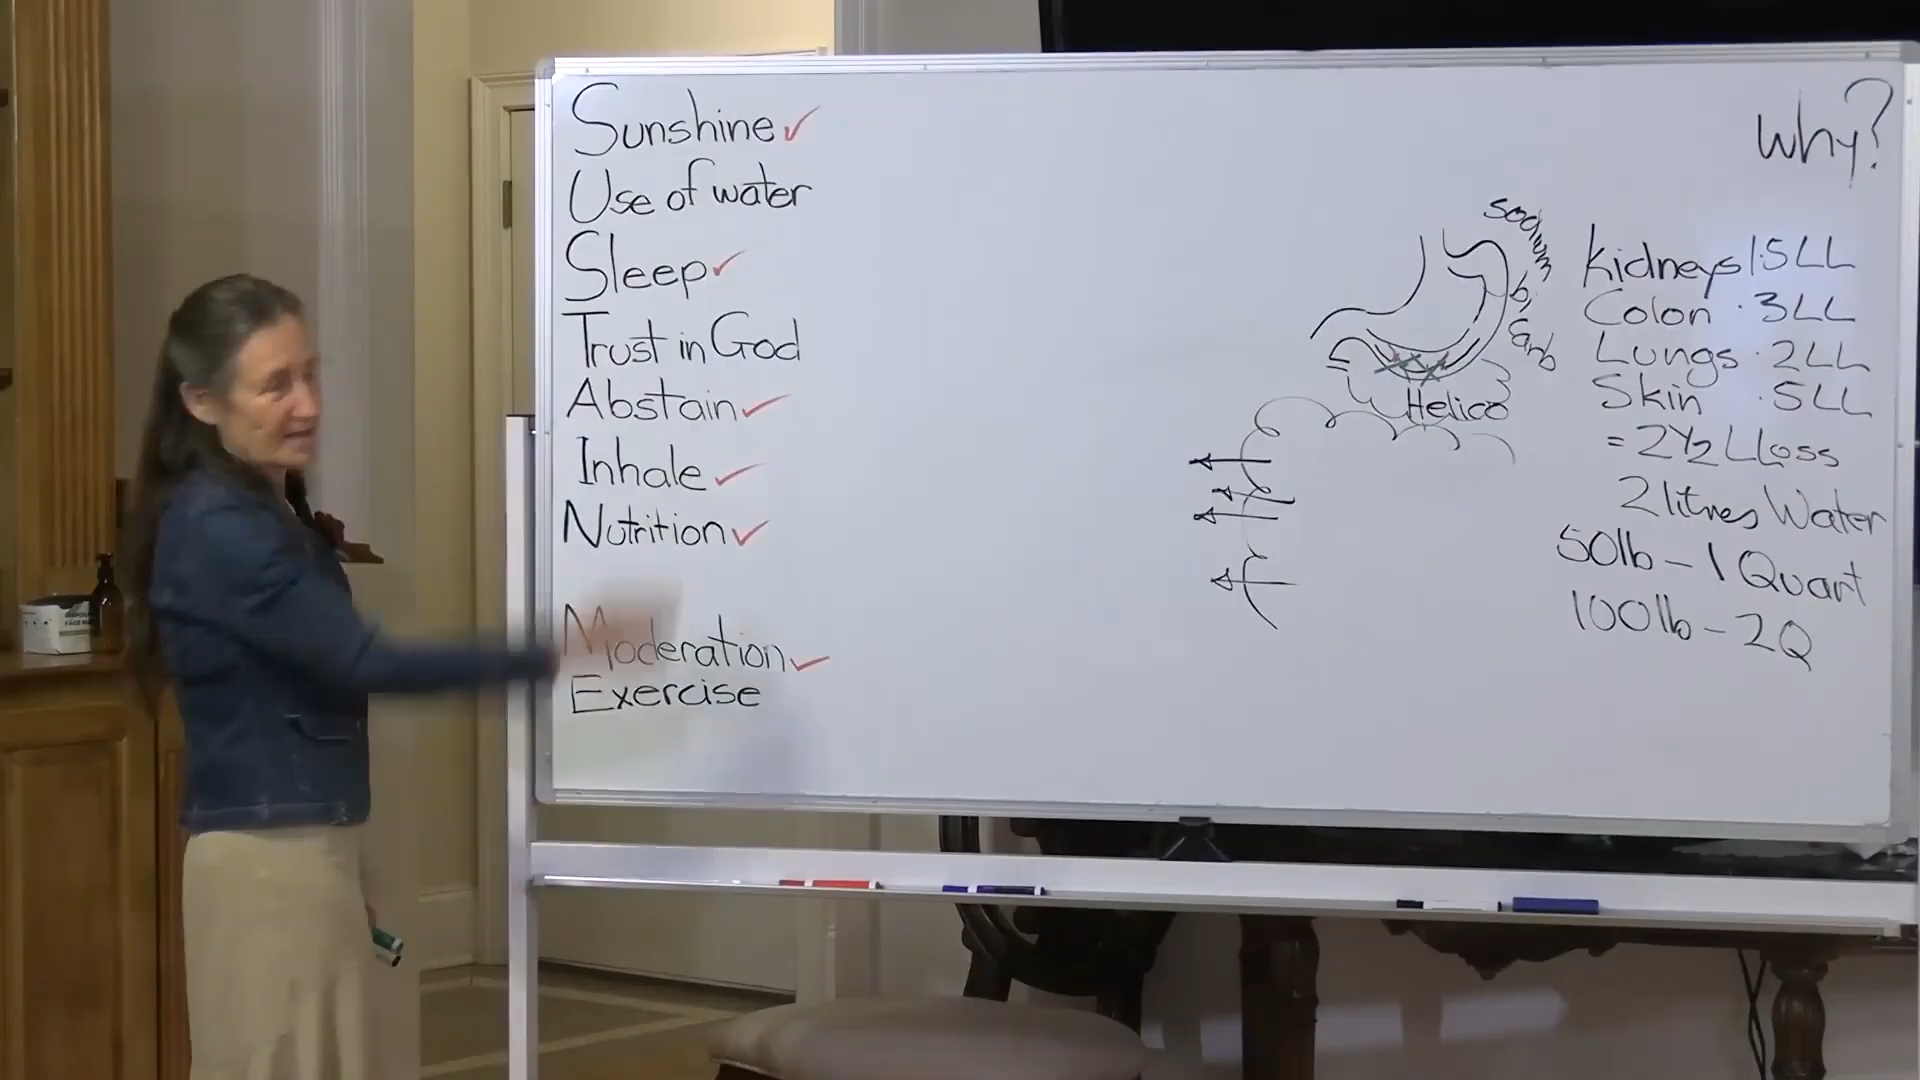 Sunshine ✓
Use of water
Sleep ✓
Trust in God
Abstain ✓
Inhale ✓
Nutrition ✓
Moderation ✓
Exercise
Why?
Sodium
bi
Carb
Helico
Kidneys 1.5LL
Colon .3LL
Lungs .2LL
Skin .5LL
= 2½ L Loss
2 litres Water
50lb - 1 Quart
100lb - 2Q